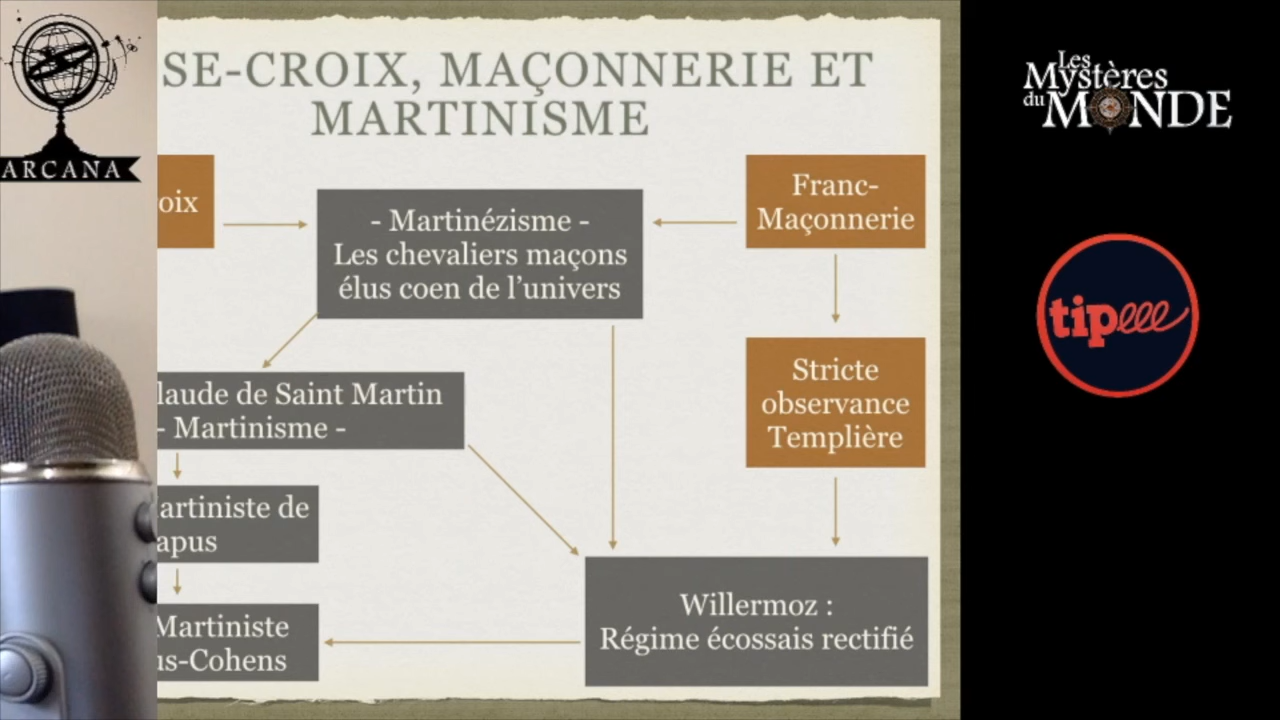 ARCANA
SE-CROIX, MAÇONNERIE ET
MARTINISME
oix
- Martinézisme -
Les chevaliers maçons
élus coen de l’univers
Franc-
Maçonnerie
Stricte
observance
Templière
laude de Saint Martin
- Martinisme -
artiniste de
apus
Martiniste
us-Cohens
Willermoz :
Régime écossais rectifié
Les
Mystères
du MONDE
tipeee